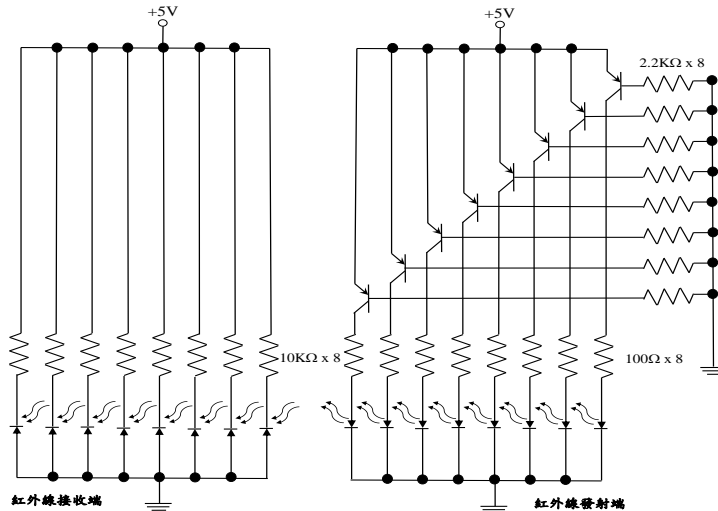 +5V
+5V
2.2KΩ x 8
10KΩ x 8
100Ω x 8
紅外線接收端
紅外線發射端